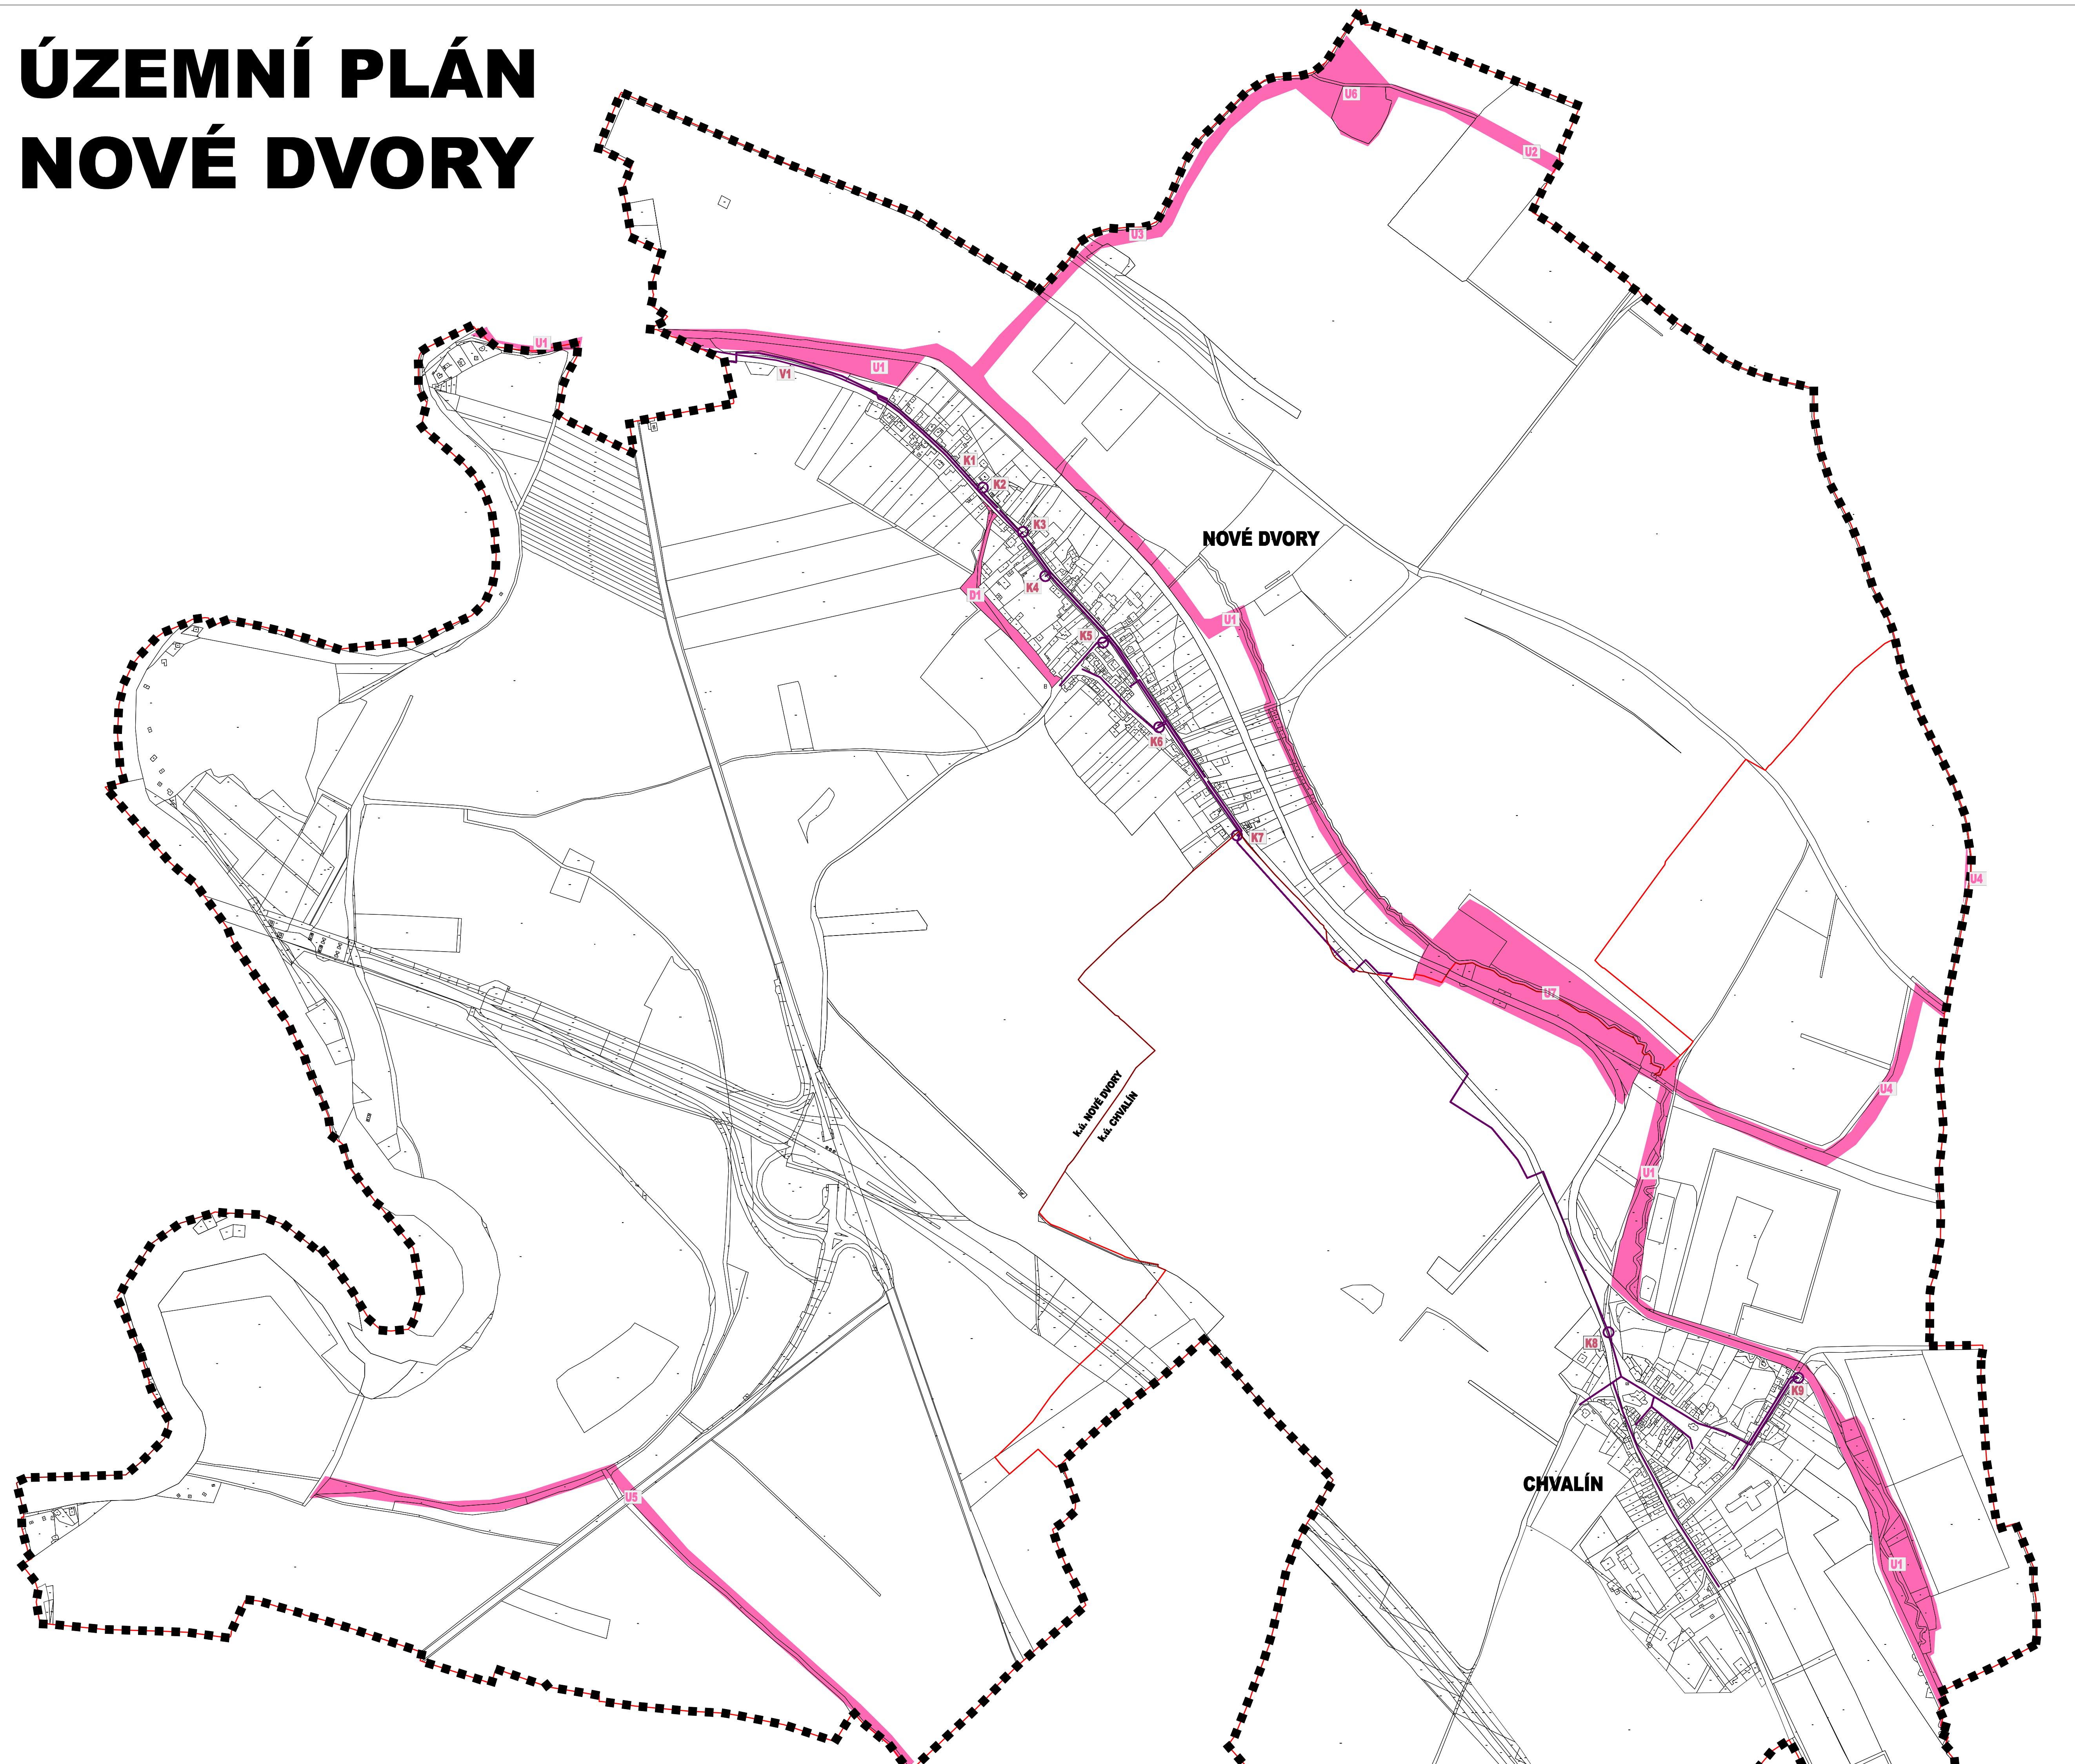 ÚZEMNÍ PLÁN
NOVÉ DVORY
U6
U2
U3
U1
U1
V1
K1
K2
K3
NOVÉ DVORY
K4
D1
U1
K5
K6
K7
U4
U7
U4
k.ú. NOVÉ DVORY
k.ú. CHVALÍN
U1
K8
K9
CHVALÍN
U5
U1